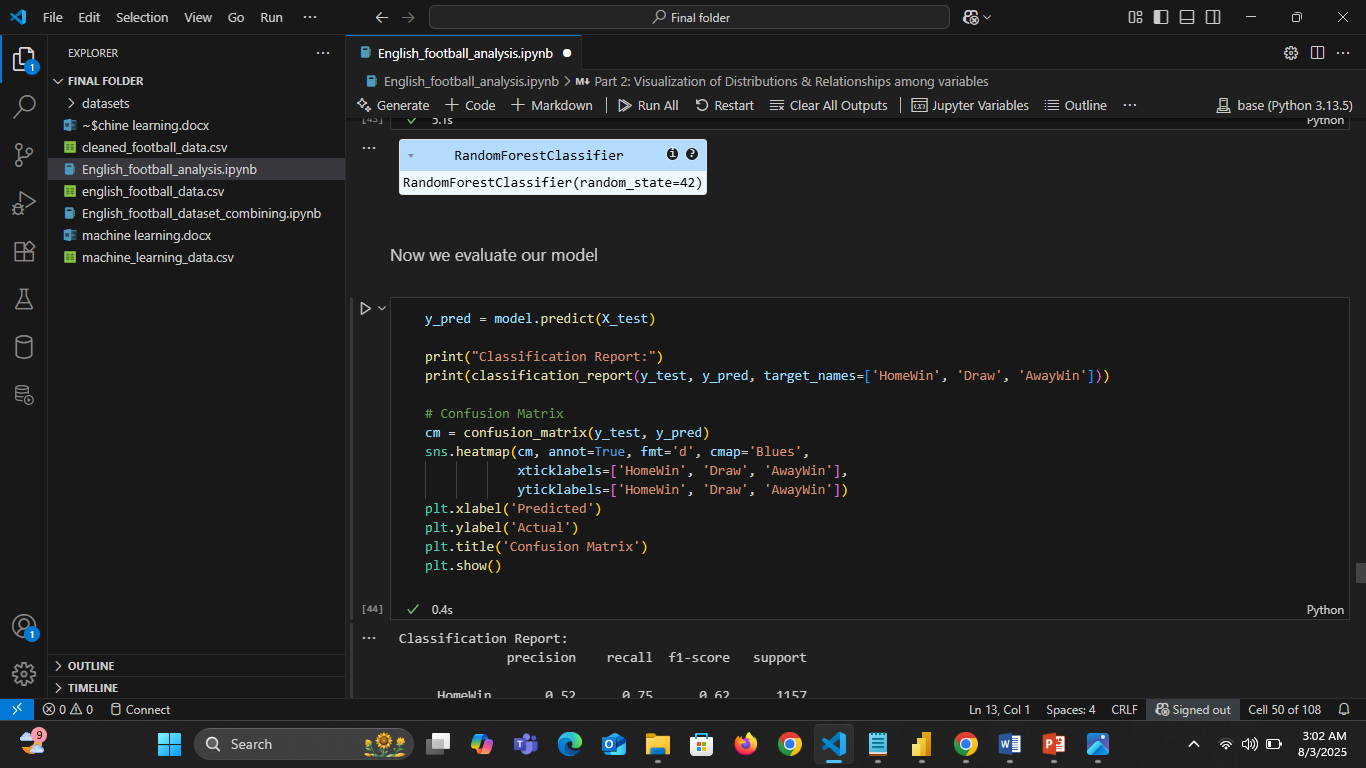 File Edit Selection View Go Run ···
Final folder
EXPLORER ···
FINAL FOLDER
datasets
~$chine learning.docx
cleaned_football_data.csv
English_football_analysis.ipynb
english_football_data.csv
English_football_dataset_combining.ipynb
machine learning.docx
machine_learning_data.csv
OUTLINE
TIMELINE
1
1
English_football_analysis.ipynb
English_football_analysis.ipynb > M↓ Part 2: Visualization of Distributions & Relationships among variables
Generate + Code + Markdown Run All Restart Clear All Outputs Jupyter Variables Outline ··· base (Python 3.13.5)
[43] 5.1s Python
RandomForestClassifier
RandomForestClassifier(random_state=42)
Now we evaluate our model
y_pred = model.predict(X_test)
print("Classification Report:")
print(classification_report(y_test, y_pred, target_names=['HomeWin', 'Draw', 'AwayWin']))
# Confusion Matrix
cm = confusion_matrix(y_test, y_pred)
sns.heatmap(cm, annot=True, fmt='d', cmap='Blues',
xticklabels=['HomeWin', 'Draw', 'AwayWin'],
yticklabels=['HomeWin', 'Draw', 'AwayWin'])
plt.xlabel('Predicted')
plt.ylabel('Actual')
plt.title('Confusion Matrix')
plt.show()
[44] 0.4s Python
Classification Report:
precision recall f1-score support
HomeWin 0.52 0.75 0.62 1157
0 0 Connect Ln 13, Col 1 Spaces: 4 CRLF Signed out Cell 50 of 108
9 Search 3:02 AM
8/3/2025